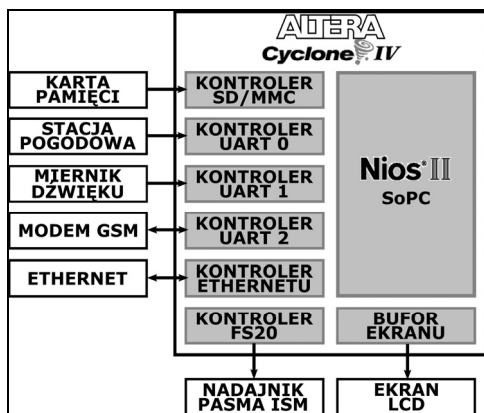 ALTERA
Cyclone IV
KARTA
PAMIĘCI
KONTROLER
SD/MMC
STACJA
POGODOWA
KONTROLER
UART 0
MIERNIK
DŹWIĘKU
KONTROLER
UART 1
MODEM GSM
KONTROLER
UART 2
ETHERNET
KONTROLER
ETHERNETU
Nios® II
SoPC
KONTROLER
FS20
BUFOR
EKRANU
NADAJNIK
PASMA ISM
EKRAN
LCD